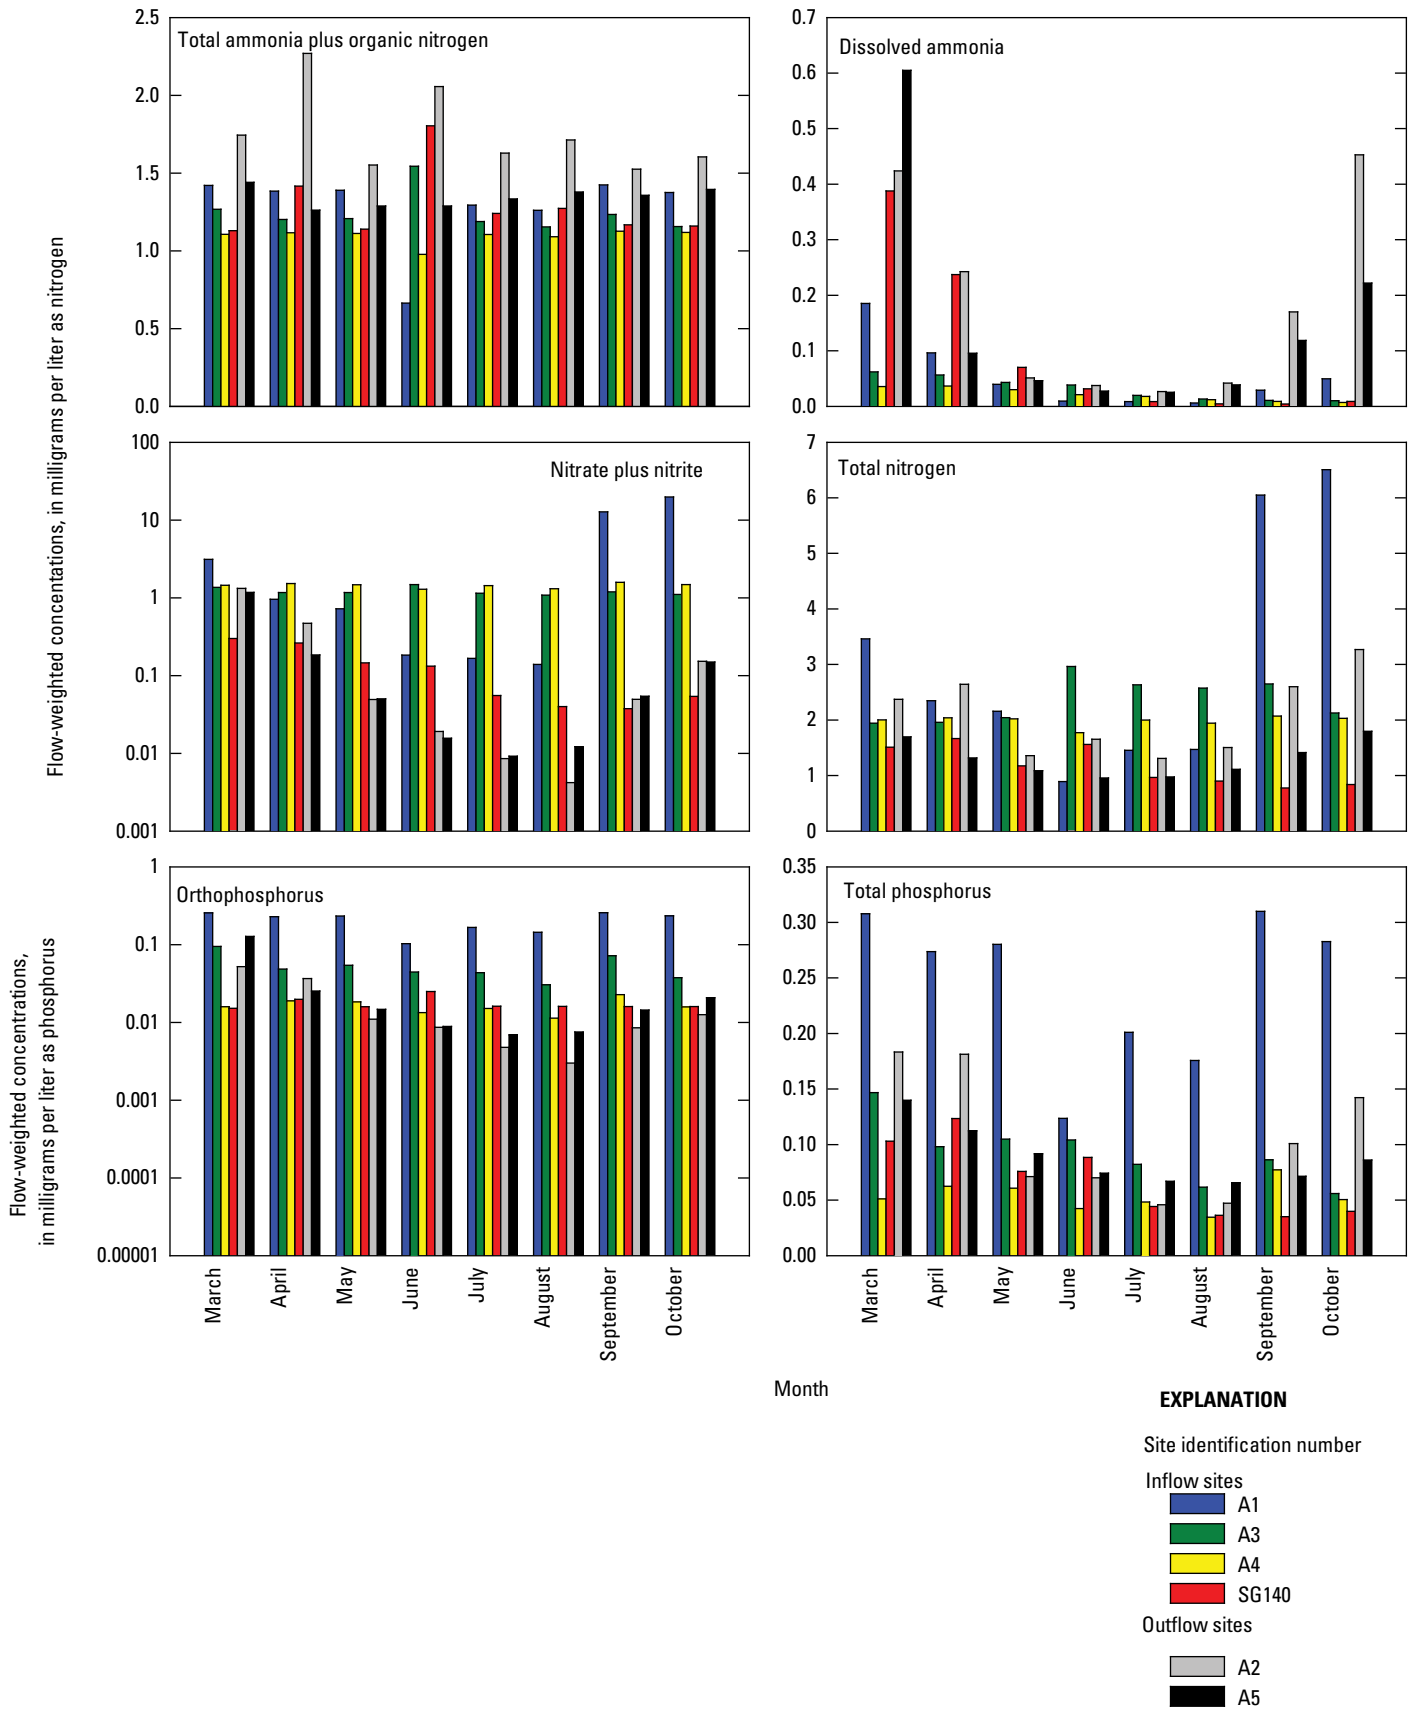 Flow-weighted concentations, in milligrams per liter as nitrogen
Total ammonia plus organic nitrogen
2.5
2.0
1.5
1.0
0.5
0.0
Dissolved ammonia
0.7
0.6
0.5
0.4
0.3
0.2
0.1
0.0
Nitrate plus nitrite
100
10
1
0.1
0.01
0.001
Total nitrogen
7
6
5
4
3
2
1
0
Flow-weighted concentrations,
in milligrams per liter as phosphorus
Orthophosphorus
1
0.1
0.01
0.001
0.0001
0.00001
March
April
May
June
July
August
September
October
Total phosphorus
0.35
0.30
0.25
0.20
0.15
0.10
0.05
0.00
March
April
May
June
July
August
September
October
Month
EXPLANATION
Site identification number
Inflow sites
A1
A3
A4
SG140
Outflow sites
A2
A5